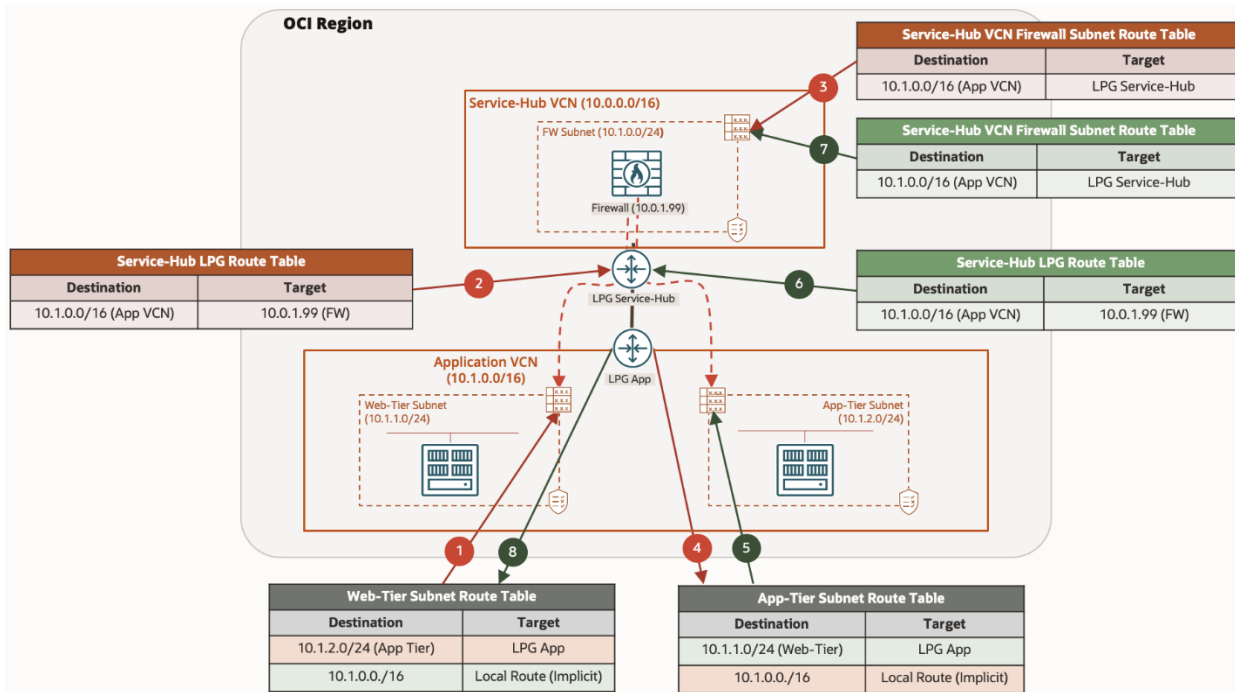 OCI Region
Service-Hub VCN Firewall Subnet Route Table
Destination Target
10.1.0.0/16 (App VCN) LPG Service-Hub
3
Service-Hub VCN (10.0.0.0/16)
FW Subnet (10.1.0.0/24)
Firewall (10.0.1.99)
7
Service-Hub VCN Firewall Subnet Route Table
Destination Target
10.1.0.0/16 (App VCN) LPG Service-Hub
Service-Hub LPG Route Table
Destination Target
10.1.0.0/16 (App VCN) 10.0.1.99 (FW)
2
LPG Service-Hub
6
Service-Hub LPG Route Table
Destination Target
10.1.0.0/16 (App VCN) 10.0.1.99 (FW)
Application VCN
(10.1.0.0/16)
LPG App
Web-Tier Subnet
(10.1.1.0/24)
App-Tier Subnet
(10.1.2.0/24)
1
8
4
5
Web-Tier Subnet Route Table
Destination Target
10.1.2.0/24 (App Tier) LPG App
10.1.0.0./16 Local Route (Implicit)
App-Tier Subnet Route Table
Destination Target
10.1.1.0/24 (Web-Tier) LPG App
10.1.0.0./16 Local Route (Implicit)